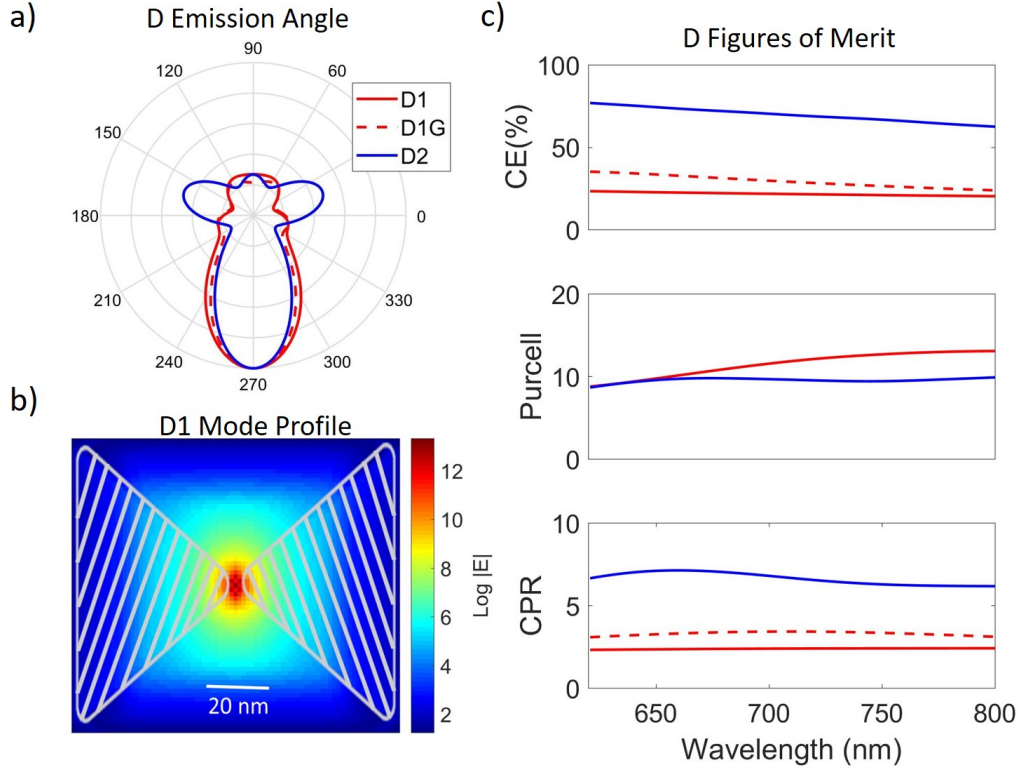 a)
D Emission Angle
90
120
60
150
180
0
210
330
240
300
270
D1
D1G
D2
b)
D1 Mode Profile
12
10
8
6
4
2
Log |E|
20 nm
c)
D Figures of Merit
100
50
0
CE(%)
20
10
0
Purcell
10
5
0
CPR
650
700
750
800
Wavelength (nm)